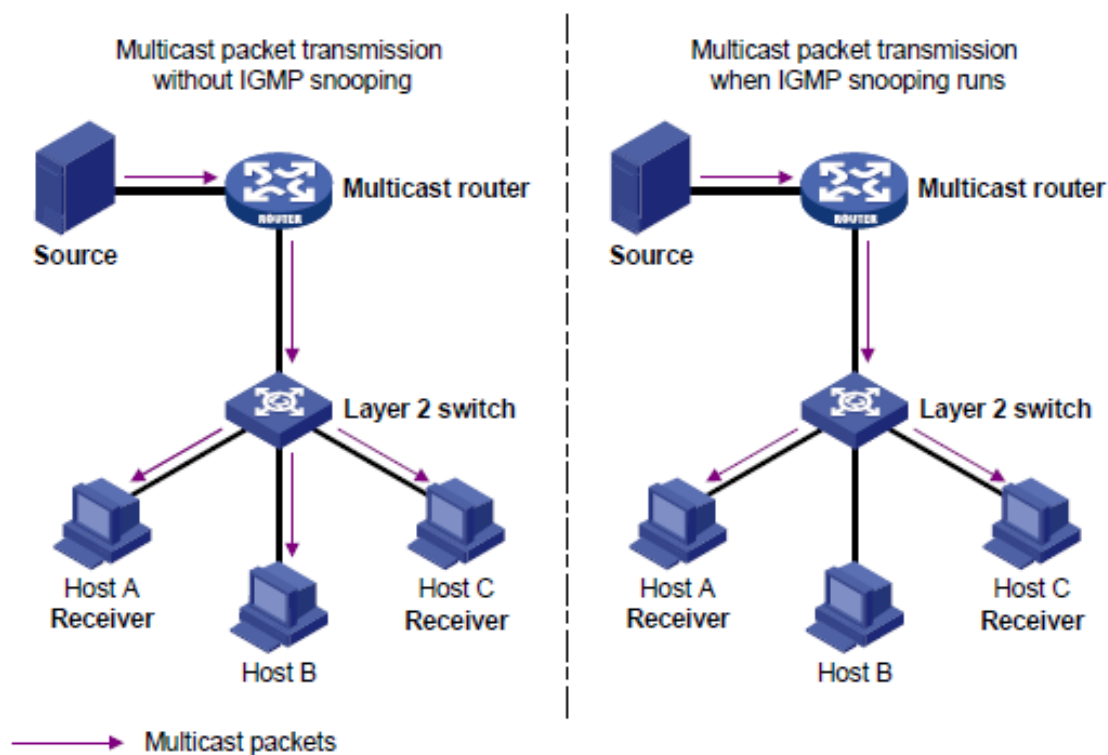 Multicast packet transmission
without IGMP snooping
Source
ROUTER
Multicast router
Layer 2 switch
Host A
Receiver
Host B
Host C
Receiver
Multicast packet transmission
when IGMP snooping runs
Source
ROUTER
Multicast router
Layer 2 switch
Host A
Receiver
Host B
Host C
Receiver
Multicast packets